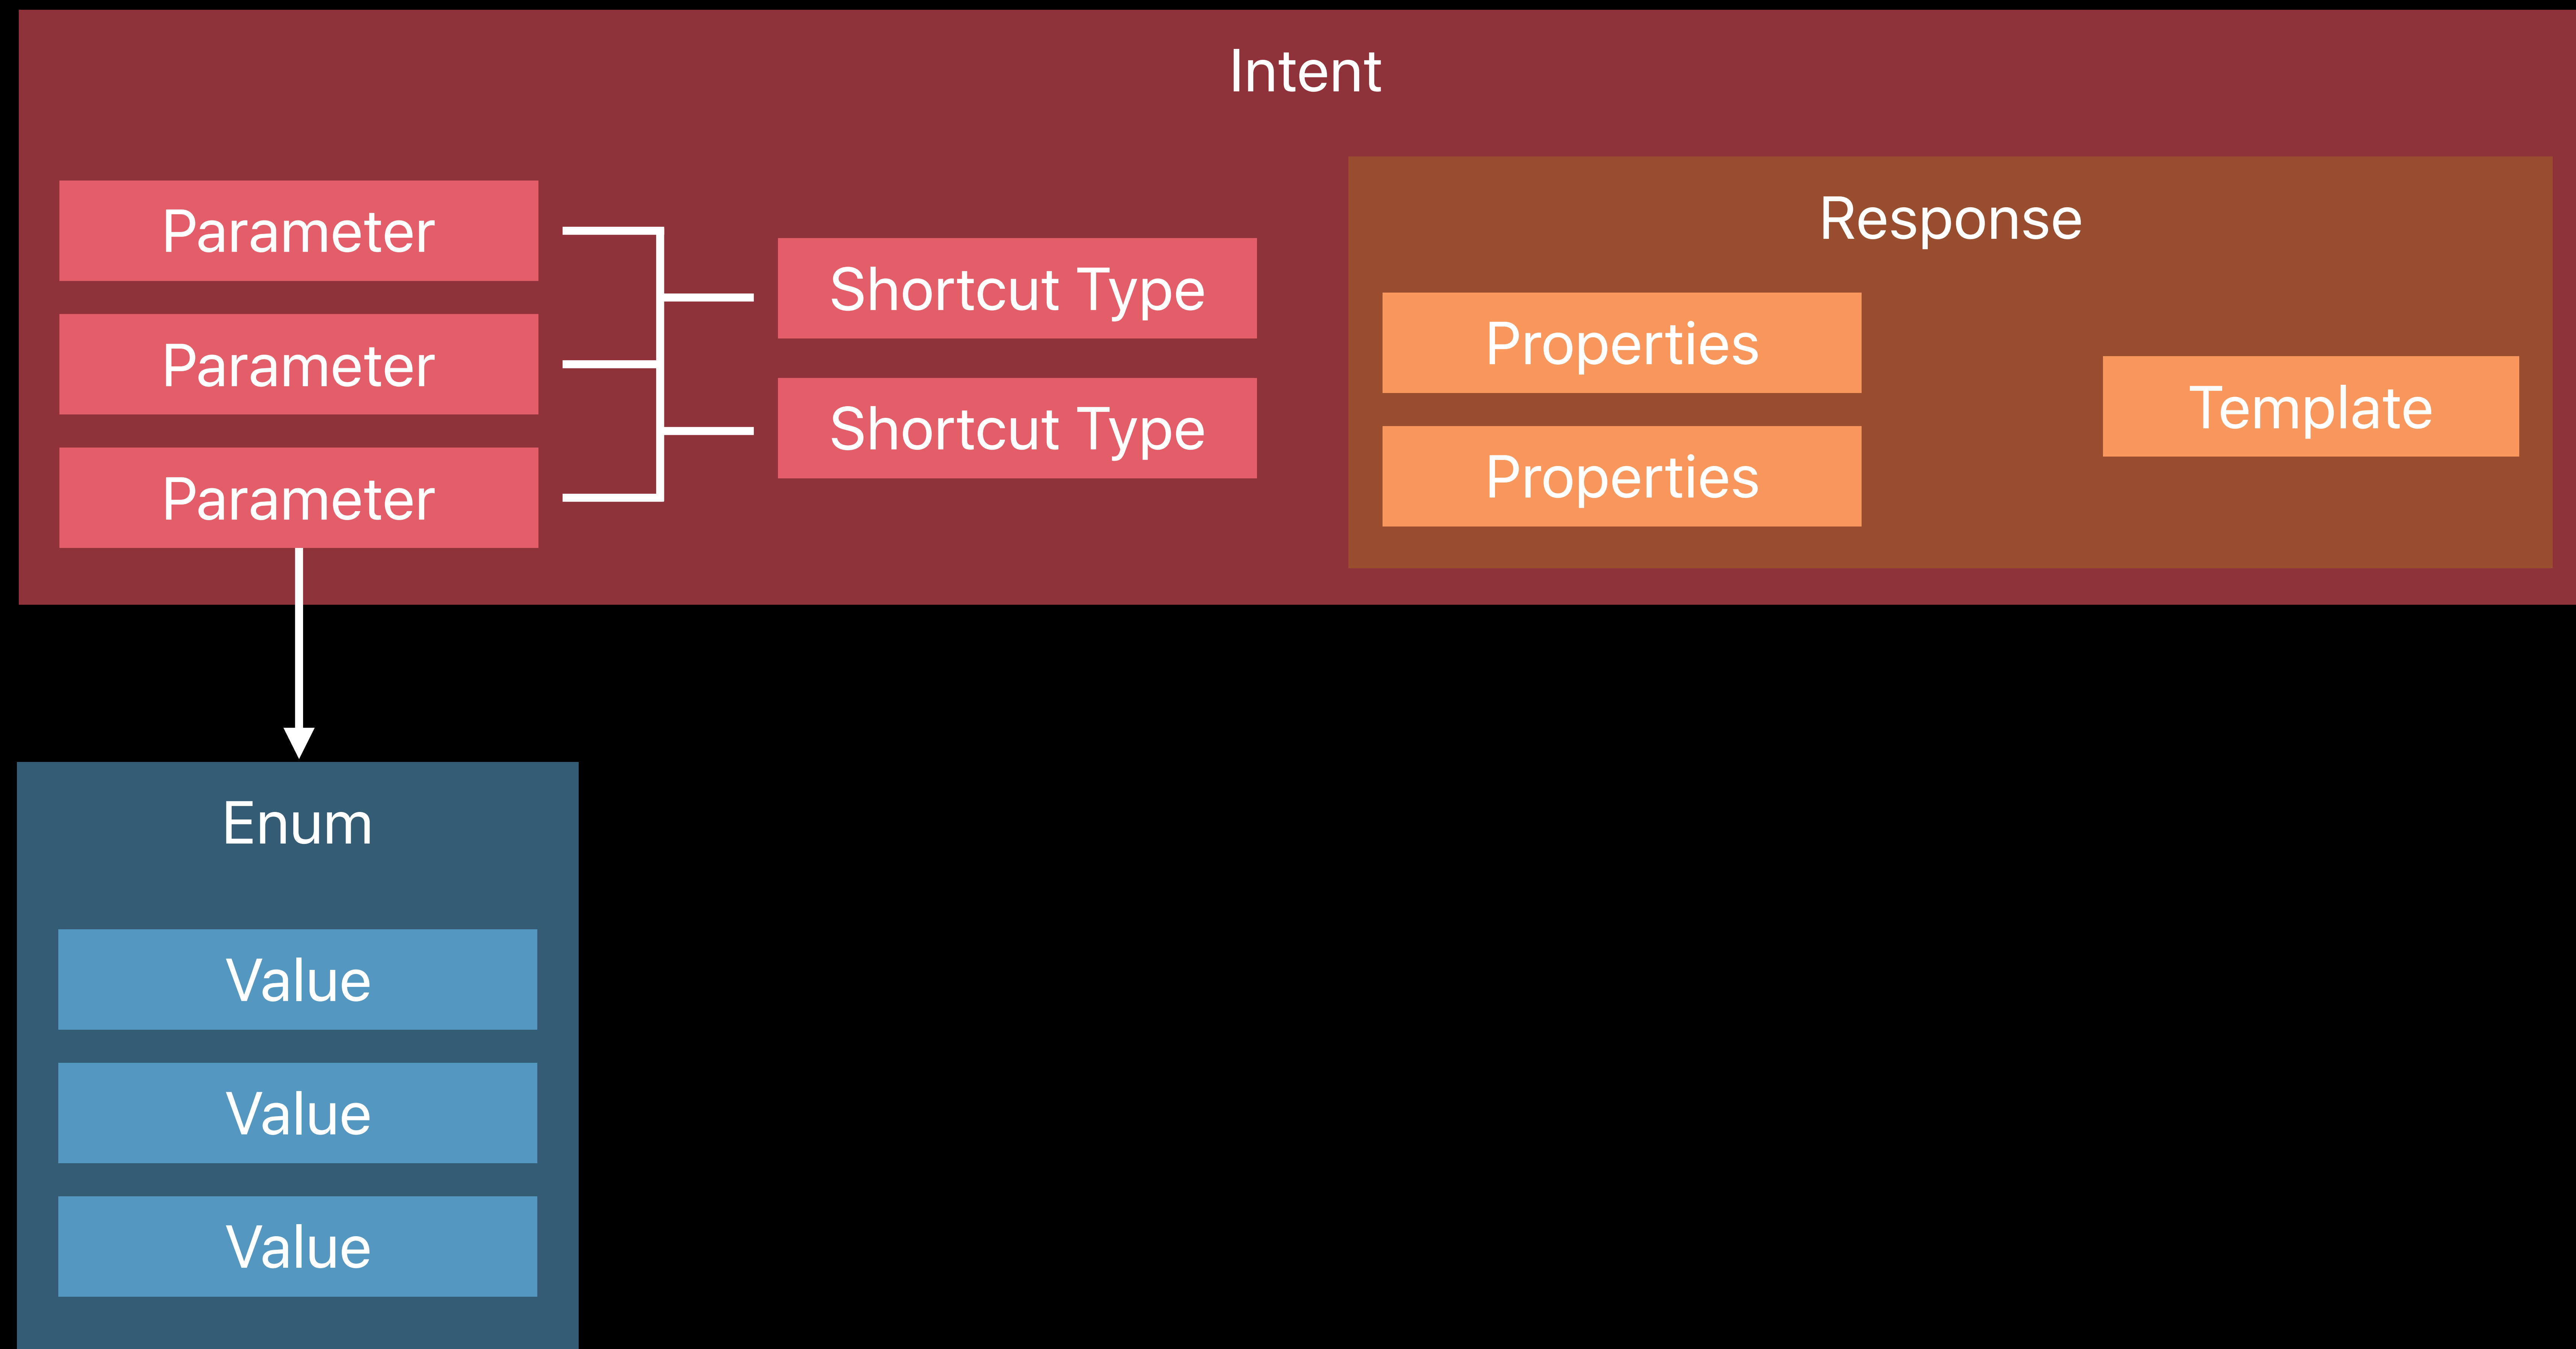 Intent
Parameter
Parameter
Parameter
Shortcut Type
Shortcut Type
Response
Properties
Properties
Template
Enum
Value
Value
Value